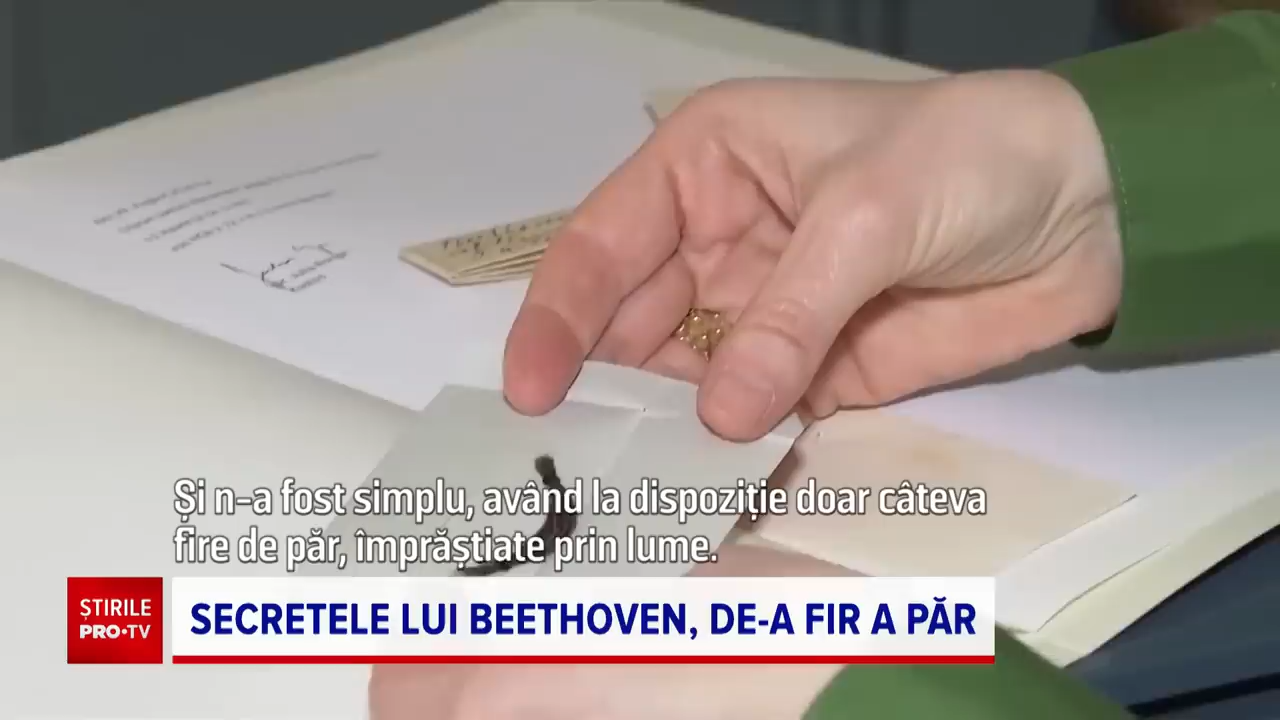 Și n-a fost simplu, având la dispoziție doar câteva
fire de păr, împrăștiate prin lume.
ȘTIRILE
PRO•TV
SECRETELE LUI BEETHOVEN, DE-A FIR A PĂR